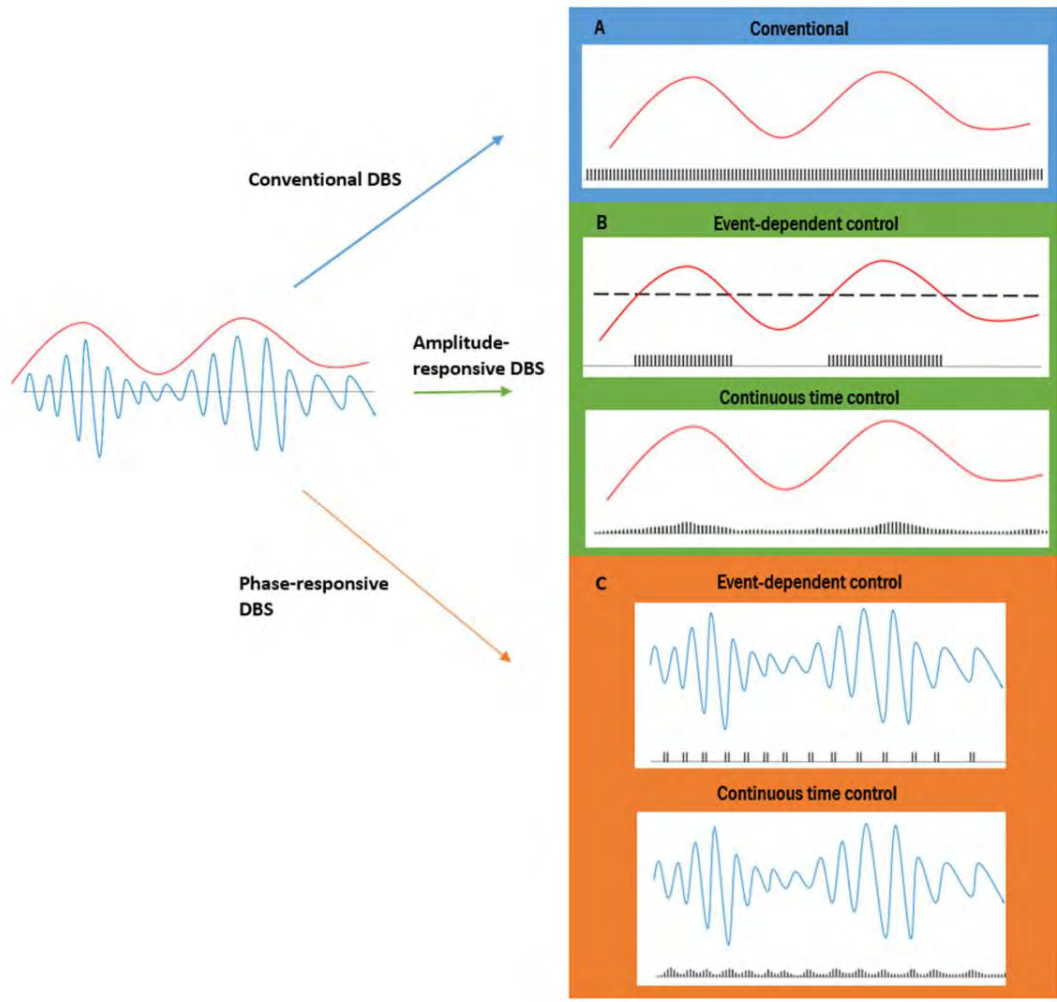 Conventional DBS
Amplitude-
responsive DBS
Phase-responsive
DBS
A
Conventional
B
Event-dependent control
Continuous time control
C
Event-dependent control
Continuous time control